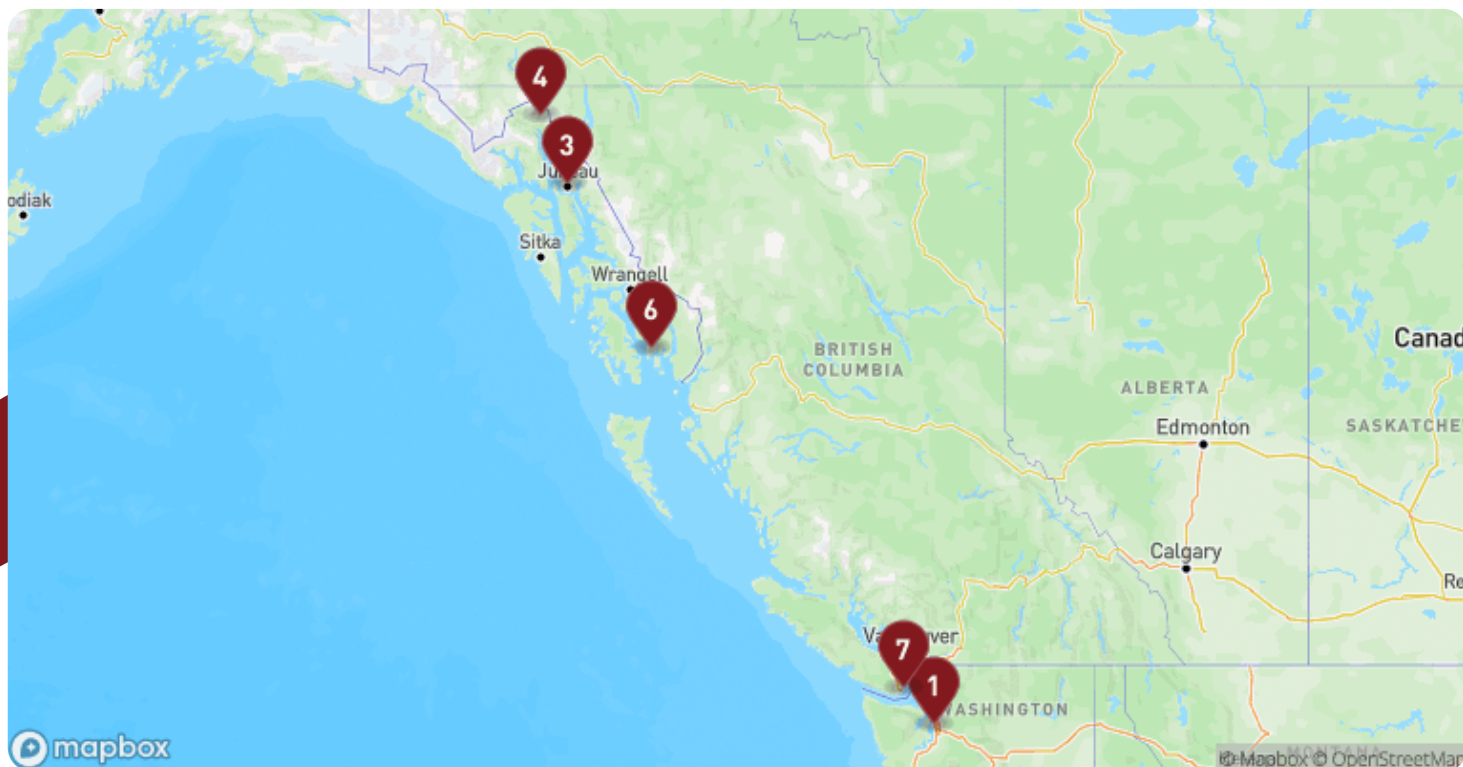 4
3
Juneau
odiak
Sitka
Wrangell
6
BRITISH
COLUMBIA
Canad
ALBERTA
Edmonton
SASKATCHE
Calgary
Re
Vancouver
7
1
WASHINGTON
mapbox
© Mapbox © OpenStreetMap
MONTANA